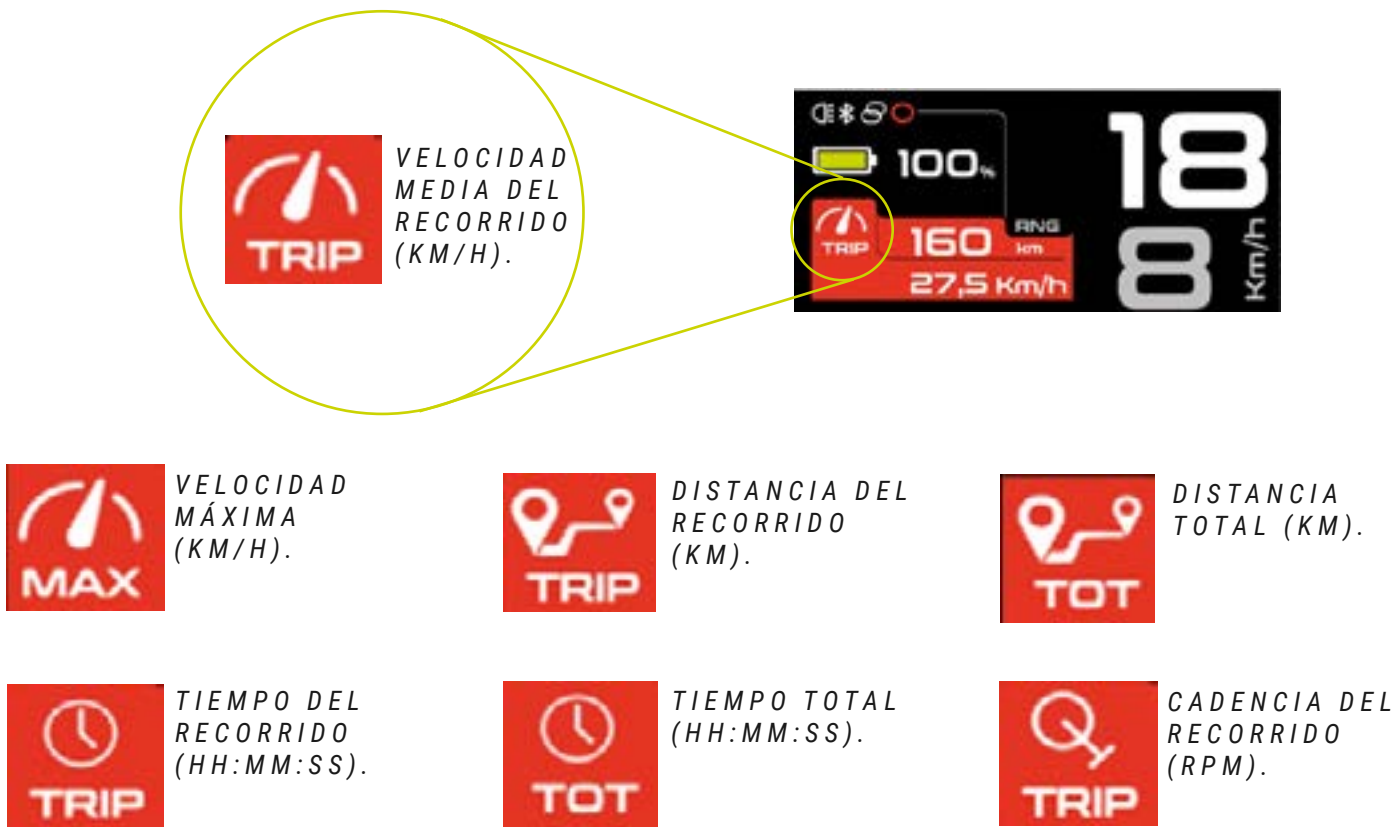 TRIP
VELOCIDAD
MEDIA DEL
RECORRIDO
(KM/H).
100%
TRIP
160
RNG
km
27,5 Km/h
18
8
Km/h
MAX
VELOCIDAD
MÁXIMA
(KM/H).
TRIP
DISTANCIA DEL
RECORRIDO
(KM).
TOT
DISTANCIA
TOTAL (KM).
TRIP
TIEMPO DEL
RECORRIDO
(HH:MM:SS).
TOT
TIEMPO TOTAL
(HH:MM:SS).
TRIP
CADENCIA DEL
RECORRIDO
(RPM).